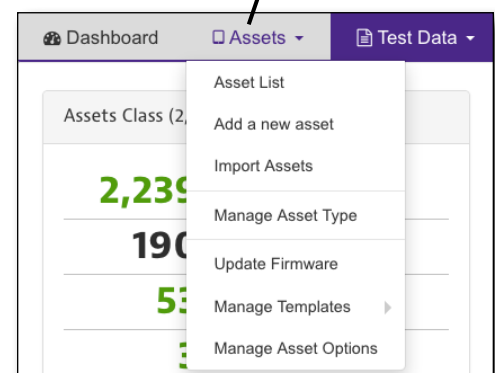 Dashboard Assets Test Data
Asset List
Assets Class (2,
Add a new asset
Import Assets
2,239
Manage Asset Type
190
Update Firmware
53
Manage Templates
Manage Asset Options